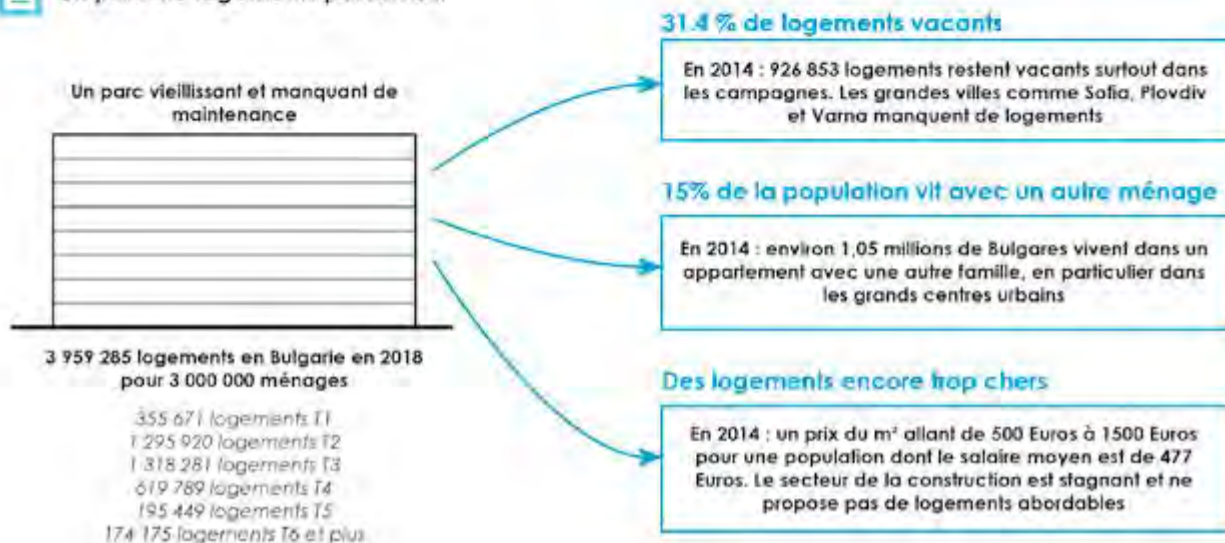 Un parc vieillissant et manquant de
maintenance
3 959 285 logements en Bulgarie en 2018
pour 3 000 000 ménages
355 671 logements T1
1 295 920 logements T2
1 318 281 logements T3
619 789 logements T4
195 449 logements T5
174 175 logements T6 et plus
31.4 % de logements vacants
En 2014 : 926 853 logements restent vacants surtout dans
les campagnes. Les grandes villes comme Sofia, Plovdiv
et Varna manquent de logements
15% de la population vit avec un autre ménage
En 2014 : environ 1,05 millions de Bulgares vivent dans un
appartement avec une autre famille, en particulier dans
les grands centres urbains
Des logements encore trop chers
En 2014 : un prix du m² allant de 500 Euros à 1500 Euros
pour une population dont le salaire moyen est de 477
Euros. Le secteur de la construction est stagnant et ne
propose pas de logements abordables